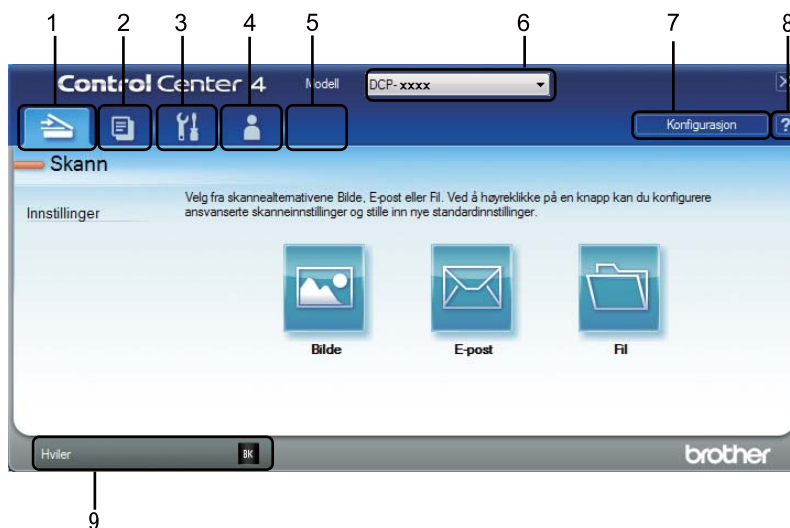 1 2 3 4 5 6 7 8
Control Center 4 Modell DCP- xxxx
Konfigurasjon ?
Skann
Innstillinger
Velg fra skannealternativene Bilde, E-post eller Fil. Ved å høyreklikke på en knapp kan du konfigurere
ansvanserte skanneinnstillinger og stille inn nye standardinnstillinger.
Bilde E-post Fil
Hviler BK brother
9